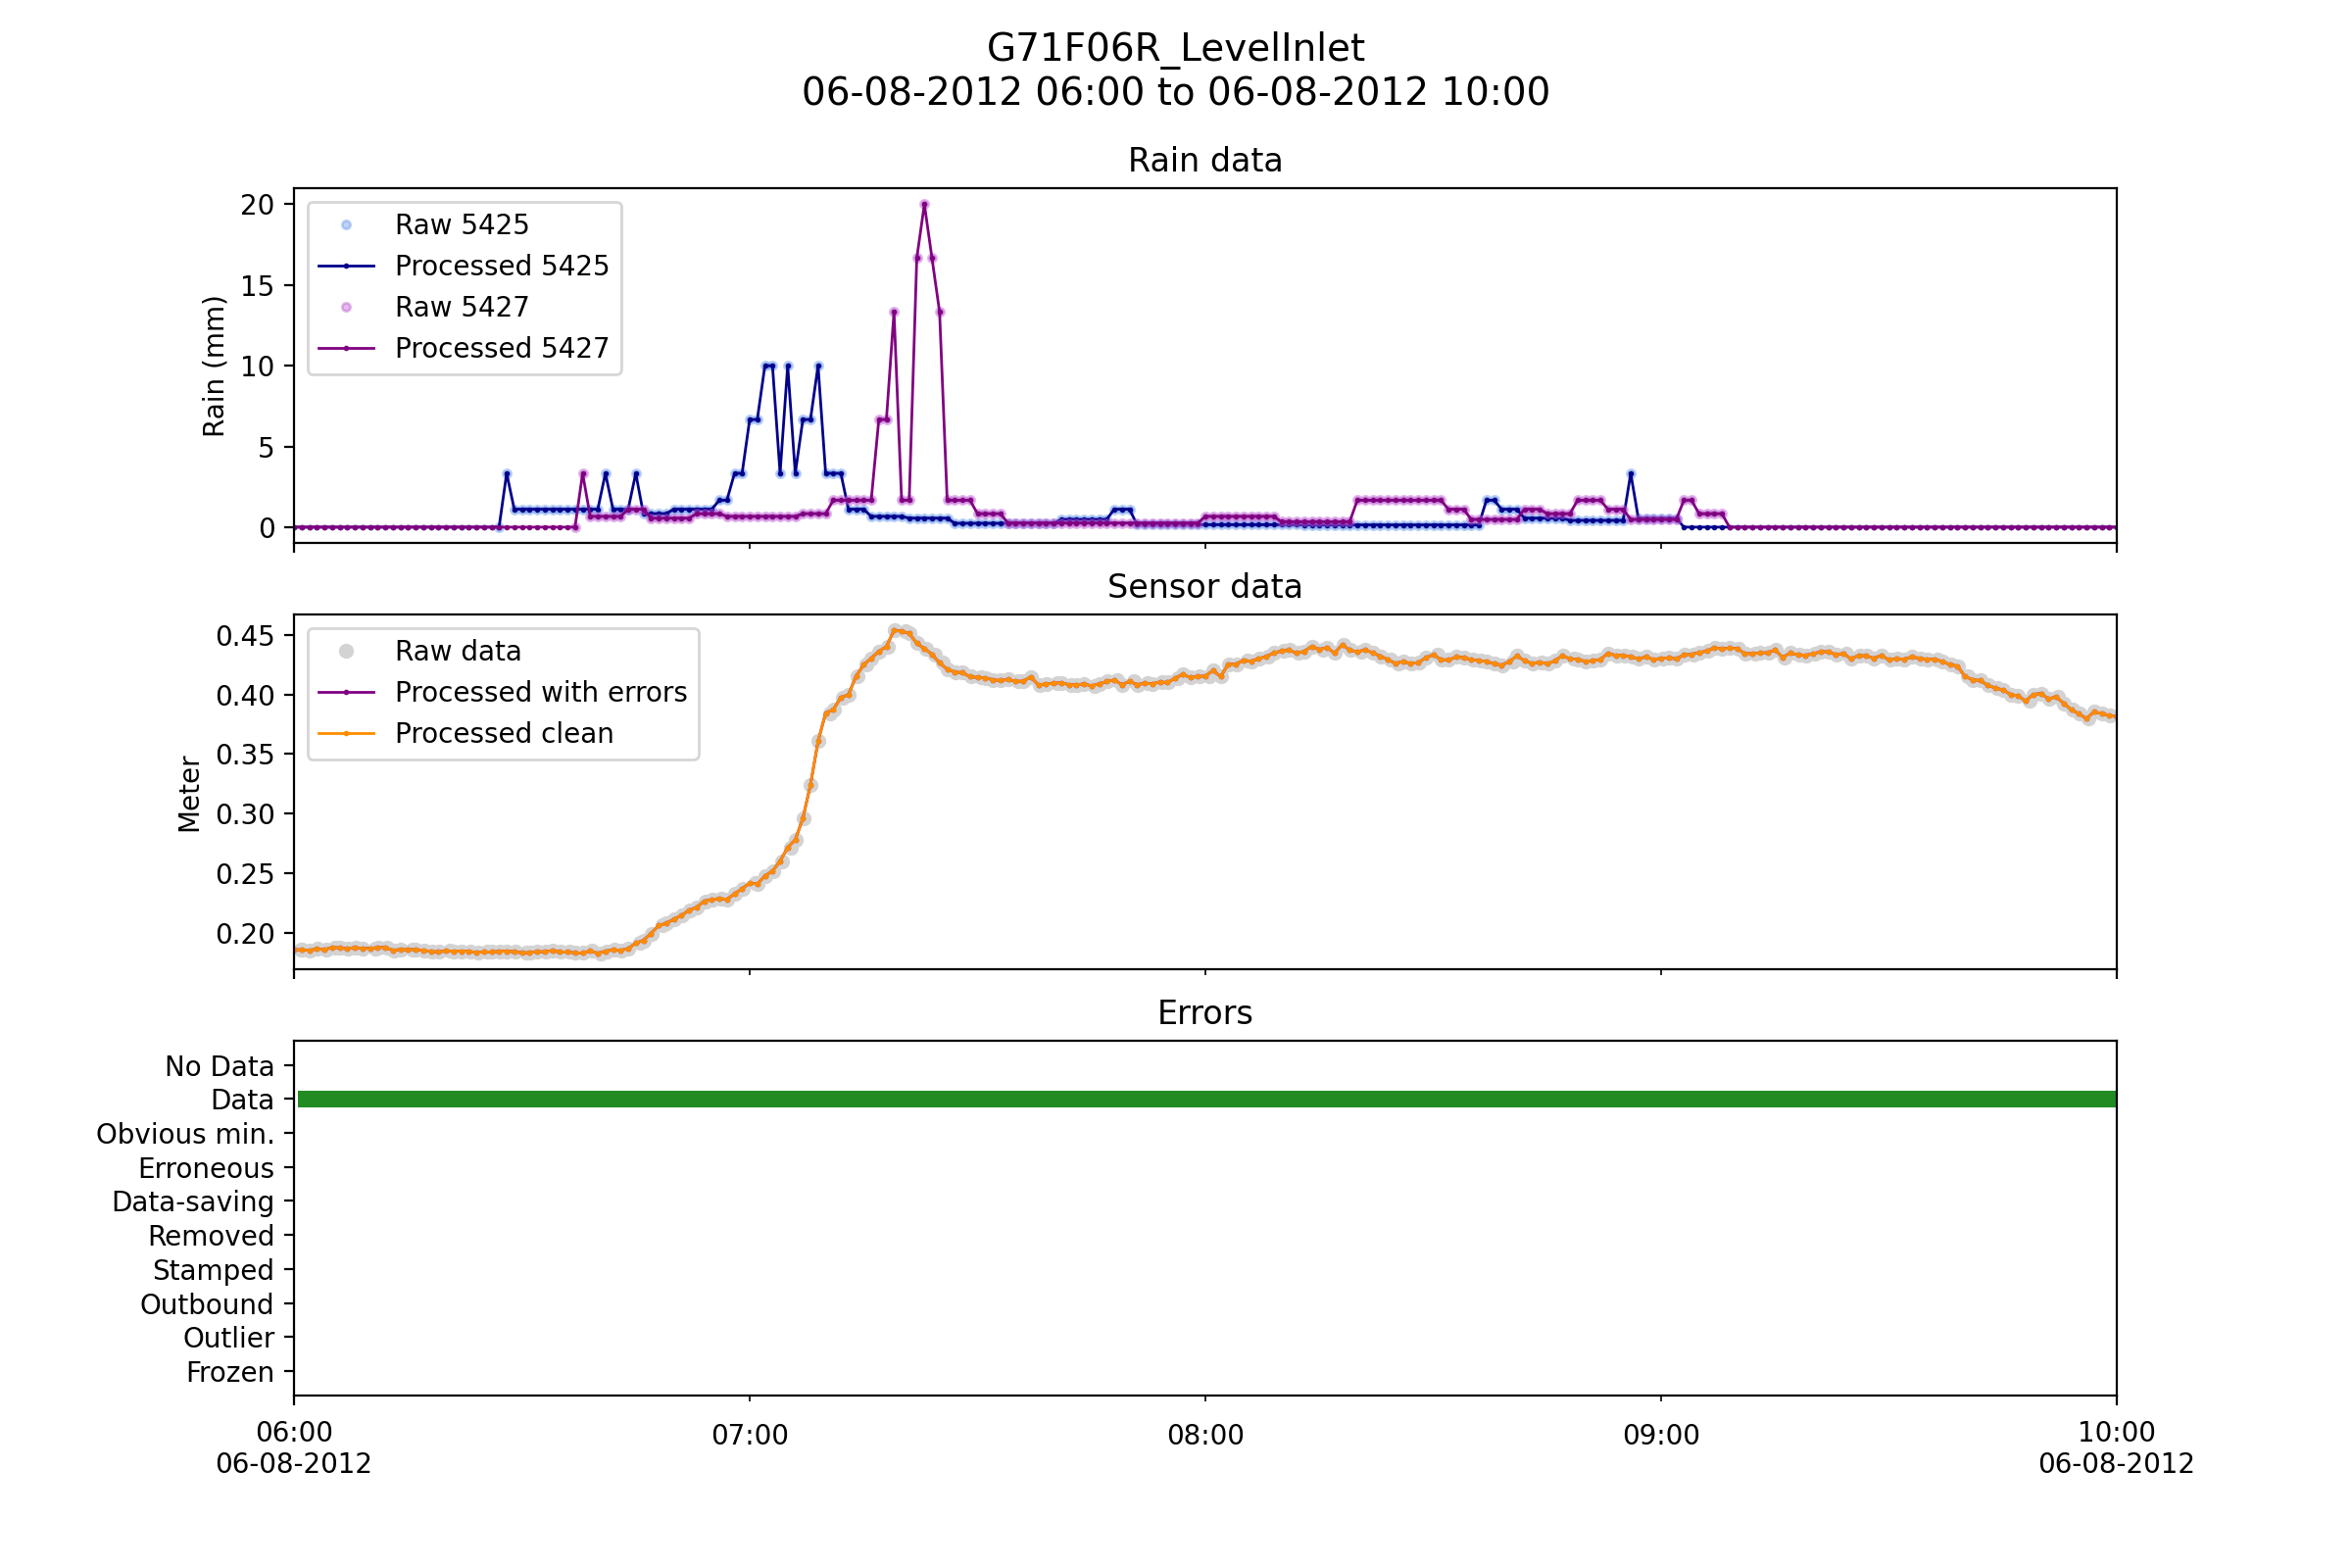 G71F06R_LevelInlet
06-08-2012 06:00 to 06-08-2012 10:00
Rain data
20
15
10
5
0
Rain (mm)
Raw 5425
Processed 5425
Raw 5427
Processed 5427
Sensor data
0.45
0.40
0.35
0.30
0.25
0.20
Meter
Raw data
Processed with errors
Processed clean
Errors
No Data
Data
Obvious min.
Erroneous
Data-saving
Removed
Stamped
Outbound
Outlier
Frozen
06:00 07:00 08:00 09:00 10:00
06-08-2012 06-08-2012